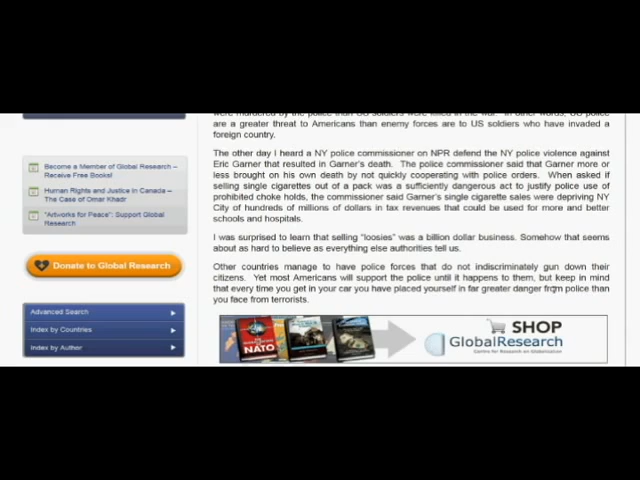 Become a Member of Global Research –
Receive Free Books!
Human Rights and Justice in Canada –
The Case of Omar Khadr
"Artworks for Peace": Support Global
Research
Donate to Global Research
Advanced Search
Index by Countries
Index by Author
were murdered by the police than US soldiers were killed in the war. In other words, US police
are a greater threat to Americans than enemy forces are to US soldiers who have invaded a
foreign country.
The other day I heard a NY police commissioner on NPR defend the NY police violence against
Eric Garner that resulted in Garner's death. The police commissioner said that Garner more or
less brought on his own death by not quickly cooperating with police orders. When asked if
selling single cigarettes out of a pack was a sufficiently dangerous act to justify police use of
prohibited choke holds, the commissioner said Garner's single cigarette sales were depriving NY
City of hundreds of millions of dollars in tax revenues that could be used for more and better
schools and hospitals.
I was surprised to learn that selling "loosies" was a billion dollar business. Somehow that seems
about as hard to believe as everything else authorities tell us.
Other countries manage to have police forces that do not indiscriminately gun down their
citizens. Yet most Americans will support the police until it happens to them, but keep in mind
that every time you get in your car you have placed yourself in far greater danger from police than
you face from terrorists.
NATO
SHOP
GlobalResearch
Centre for Research on Globalization